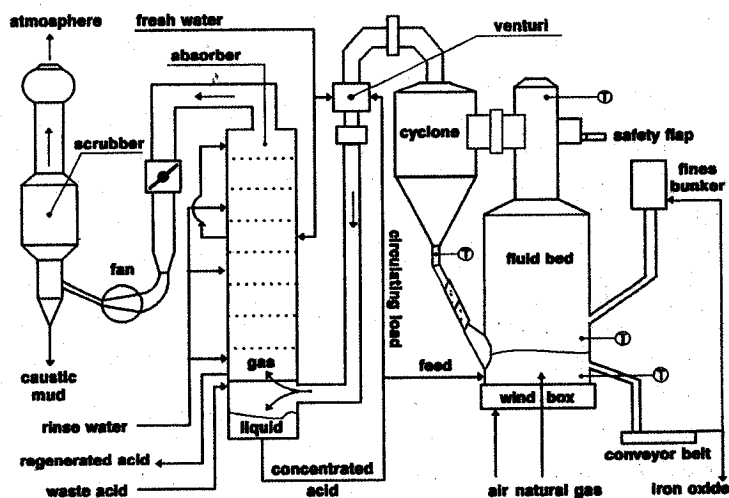 atmosphere
fresh water
venturi
absorber
scrubber
cyclone
T
safety flap
fines
bunker
T
fluid bed
circulating load
fan
T
gas
feed
T
caustic
mud
wind box
rinse water
liquid
conveyor belt
regenerated acid
concentrated
acid
waste acid
air natural gas
iron oxide